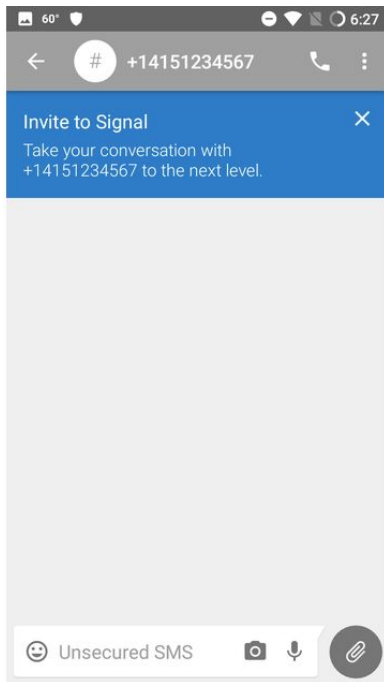 60° 6:27
# +14151234567
Invite to Signal
Take your conversation with
+14151234567 to the next level.
Unsecured SMS